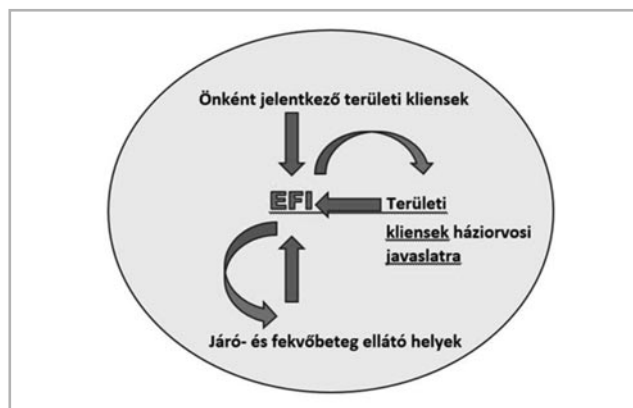 Önként jelentkező területi kliensek
EFI Területi
kliensek háziorvosi
javaslatra
Járó- és fekvőbeteg ellátó helyek